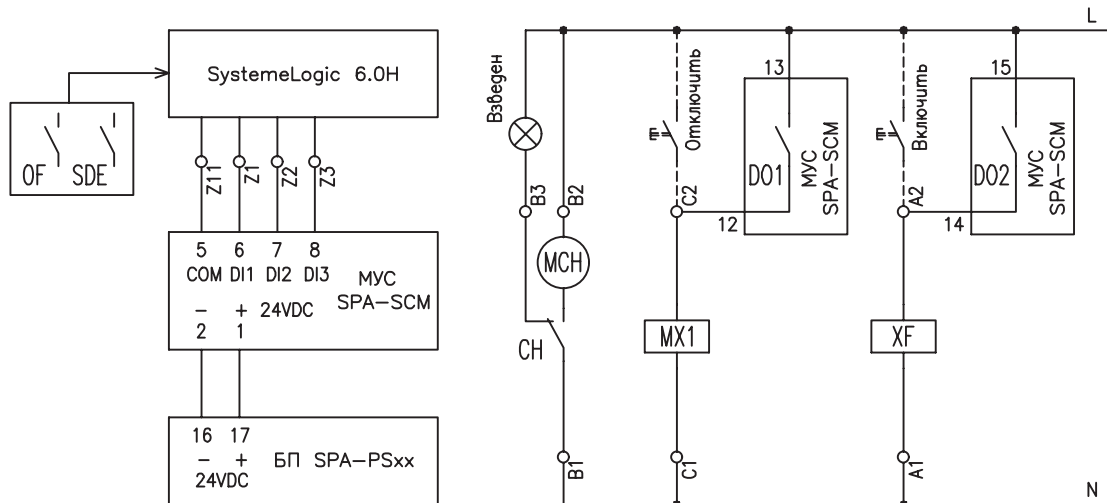 L
SystemeLogic 6.0H
OF SDE
Z11
Z1
Z2
Z3
5 6 7 8
COM DI1 DI2 DI3
МУС
SPA-SCM
- + 24VDC
2 1
16 17
- +
24VDC
БП SPA-PSxx
Взведен
B3
B2
MCH
CH
B1
Отключить
C2
13
DO1
МУС
SPA-SCM
12
MX1
C1
Включить
A2
15
DO2
МУС
SPA-SCM
14
XF
A1
N